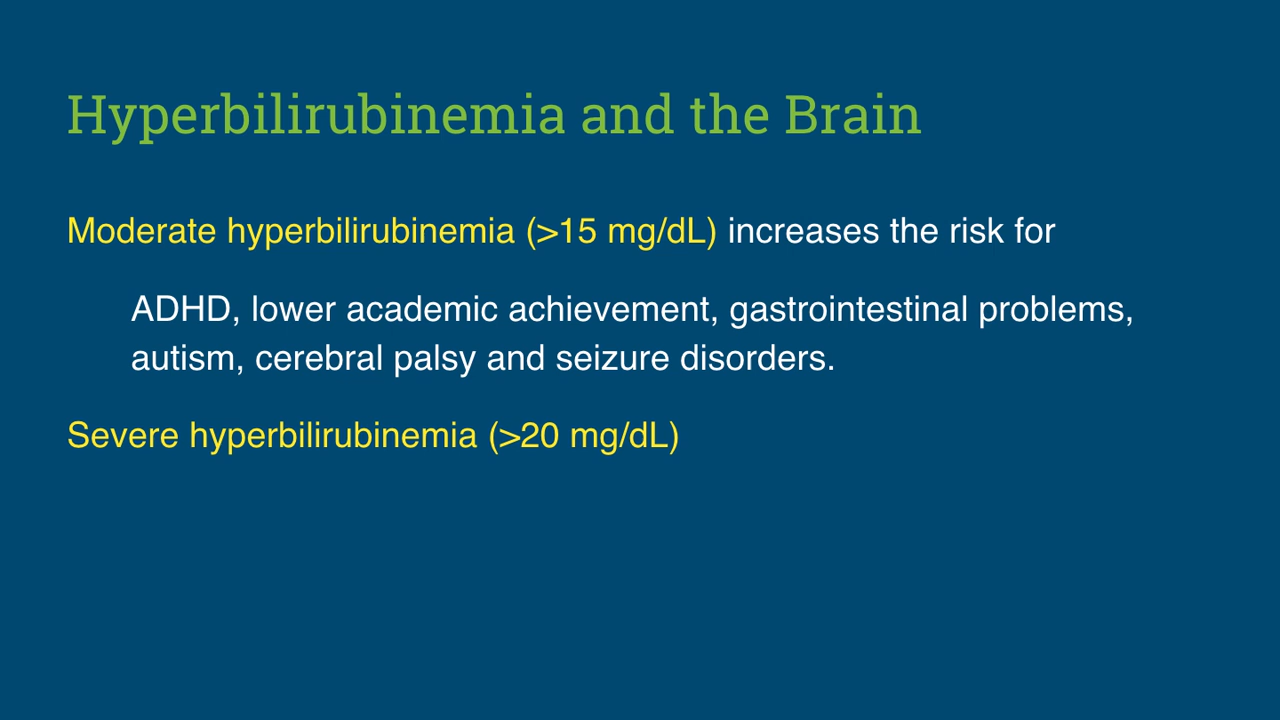 Hyperbilirubinemia and the Brain
Moderate hyperbilirubinemia (>15 mg/dL) increases the risk for
ADHD, lower academic achievement, gastrointestinal problems,
autism, cerebral palsy and seizure disorders.
Severe hyperbilirubinemia (>20 mg/dL)